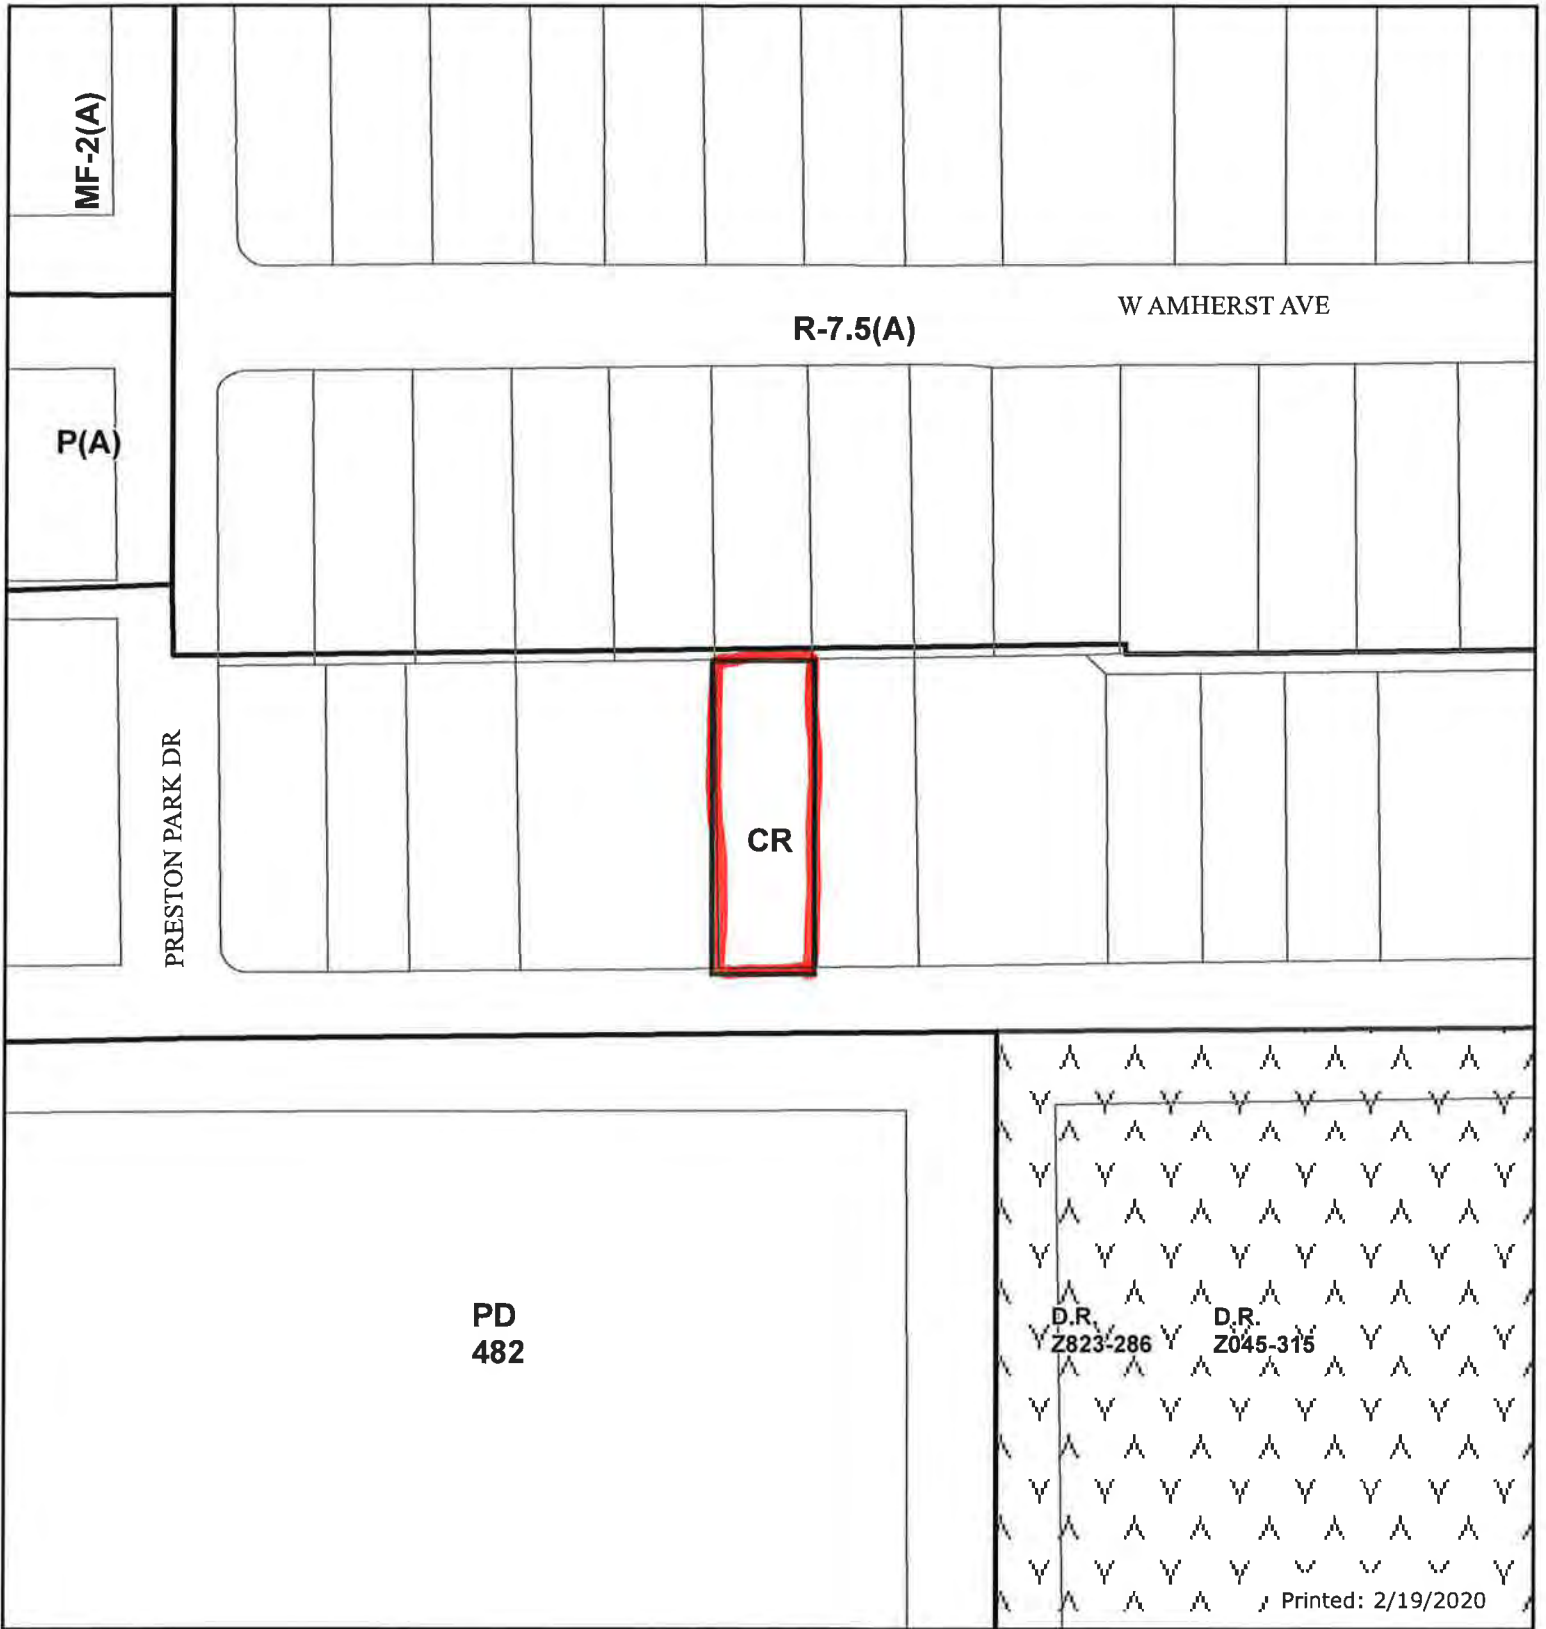 MF-2(A)
W AMHERST AVE
R-7.5(A)
P(A)
PRESTON PARK DR
CR
PD
482
D.R.
Z823-286
D.R.
Z045-315
Printed: 2/19/2020